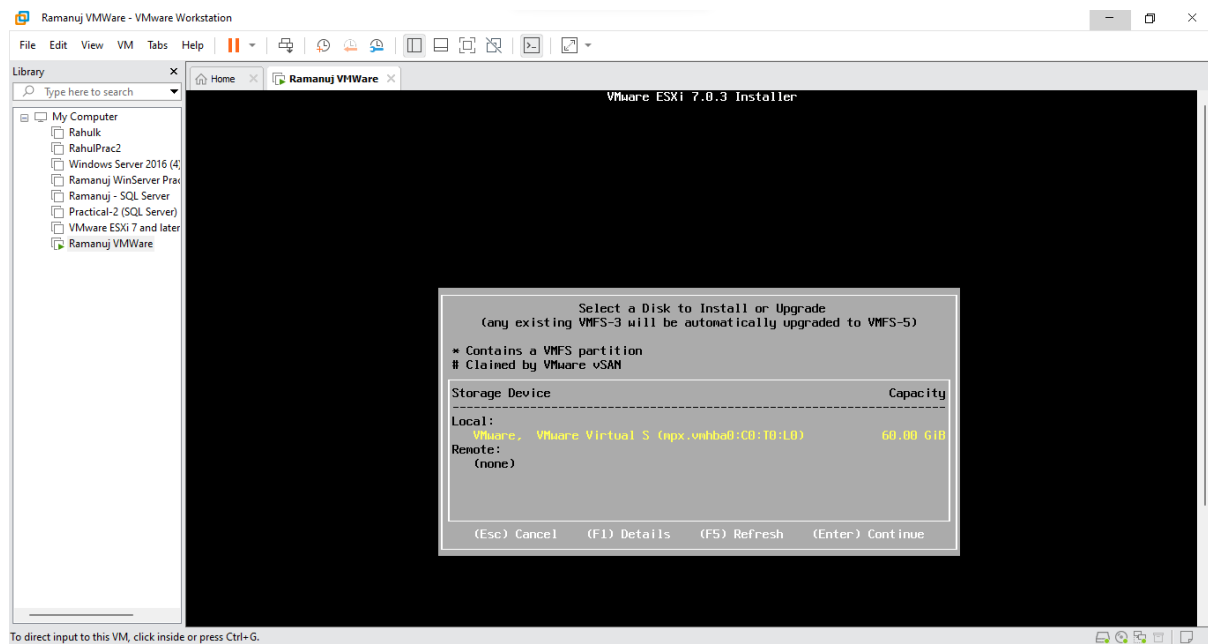 Ramanuj VMWare - VMware Workstation
File Edit View VM Tabs Help
Library
Type here to search
My Computer
Rahulk
RahulPrac2
Windows Server 2016 (4)
Ramanuj WinServer Prac
Ramanuj - SQL Server
Practical-2 (SQL Server)
VMware ESXi 7 and later
Ramanuj VMWare
Home
Ramanuj VMWare
VMware ESXi 7.0.3 Installer
Select a Disk to Install or Upgrade
(any existing VMFS-3 will be automatically upgraded to VMFS-5)
* Contains a VMFS partition
# Claimed by VMware vSAN
Storage Device Capacity
Local:
VMware, VMware Virtual S (mpx.vmhba0:C0:T0:L0) 60.00 GiB
Remote:
(none)
(Esc) Cancel (F1) Details (F5) Refresh (Enter) Continue
To direct input to this VM, click inside or press Ctrl+G.